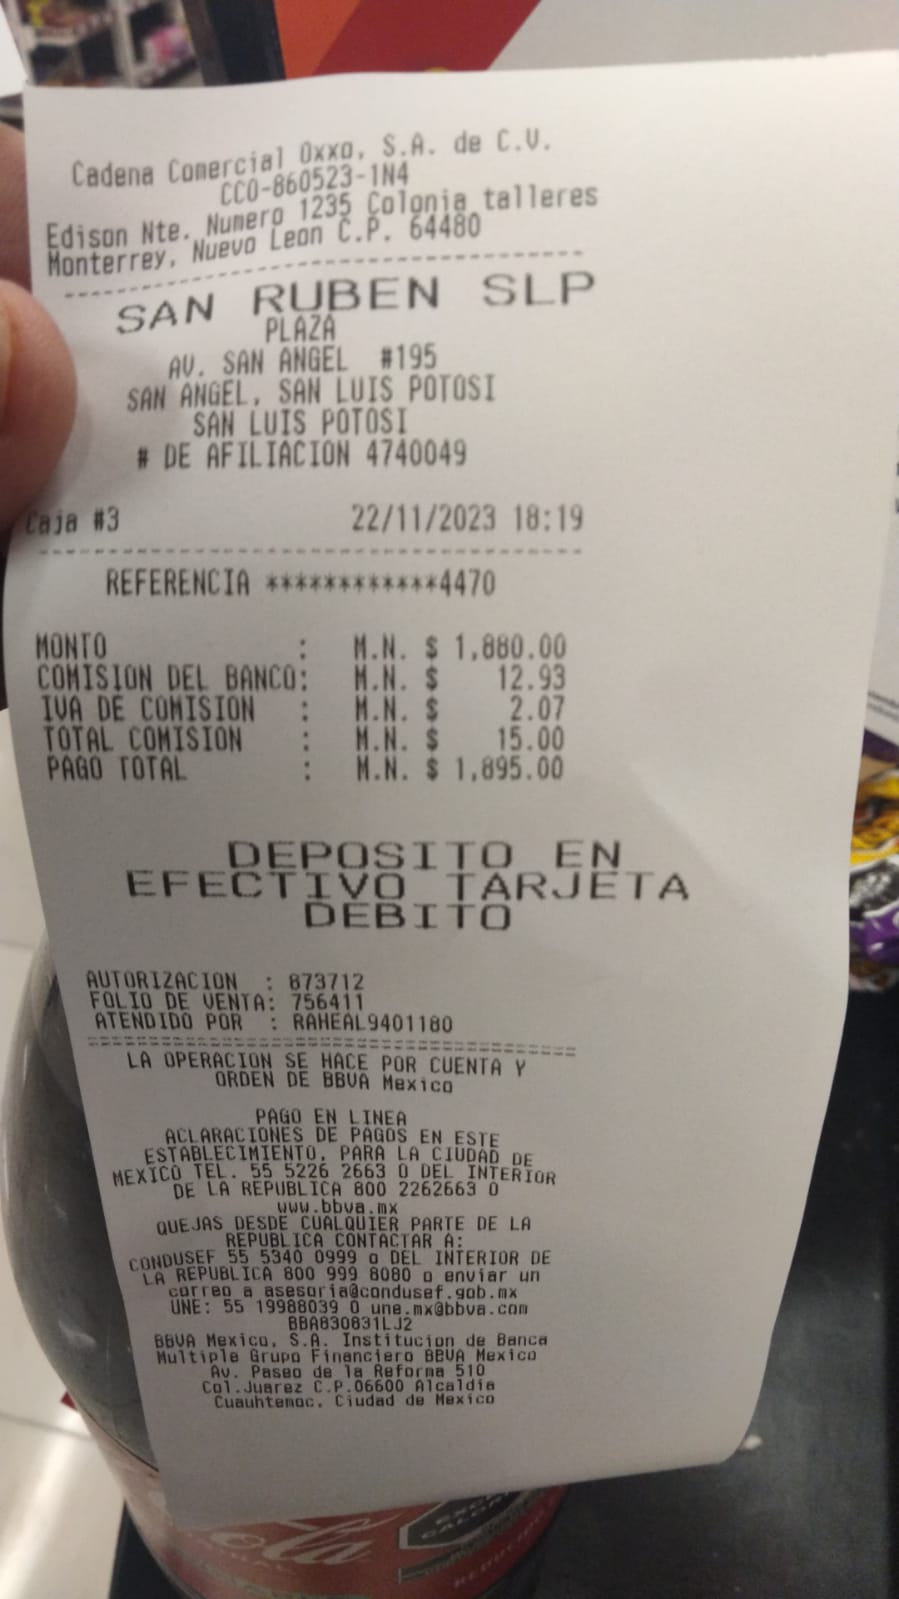 Cadena Comercial Oxxo, S.A. de C.V.
CCO-860523-1N4
Edison Nte. Numero 1235 Colonia talleres
Monterrey, Nuevo Leon C.P. 64480
SAN RUBEN SLP
PLAZA
AV. SAN ANGEL #195
SAN ANGEL, SAN LUIS POTOSI
SAN LUIS POTOSI
# DE AFILIACION 4740049
Caja #3 22/11/2023 18:19
REFERENCIA ************4470
MONTO : M.N. $ 1,880.00
COMISION DEL BANCO: M.N. $ 12.93
IVA DE COMISION : M.N. $ 2.07
TOTAL COMISION : M.N. $ 15.00
PAGO TOTAL : M.N. $ 1,895.00
DEPOSITO EN
EFECTIVO TARJETA
DEBITO
AUTORIZACION : 873712
FOLIO DE VENTA: 756411
ATENDIDO POR : RAHEAL9401180
LA OPERACION SE HACE POR CUENTA Y
ORDEN DE BBVA Mexico
PAGO EN LINEA
ACLARACIONES DE PAGOS EN ESTE
ESTABLECIMIENTO, PARA LA CIUDAD DE
MEXICO TEL. 55 5226 2663 O DEL INTERIOR
DE LA REPUBLICA 800 2262663 O
www.bbva.mx
QUEJAS DESDE CUALQUIER PARTE DE LA
REPUBLICA CONTACTAR A:
CONDUSEF 55 5340 0999 o DEL INTERIOR DE
LA REPUBLICA 800 999 8080 o enviar un
correo a asesoria@condusef.gob.mx
UNE: 55 19988039 O une.mx@bbva.com
BBA830831LJ2
BBVA Mexico, S.A. Institucion de Banca
Multiple Grupo Financiero BBVA Mexico
Av. Paseo de la Reforma 510
Col.Juarez C.P.06600 Alcaldia
Cuauhtemoc, Ciudad de Mexico